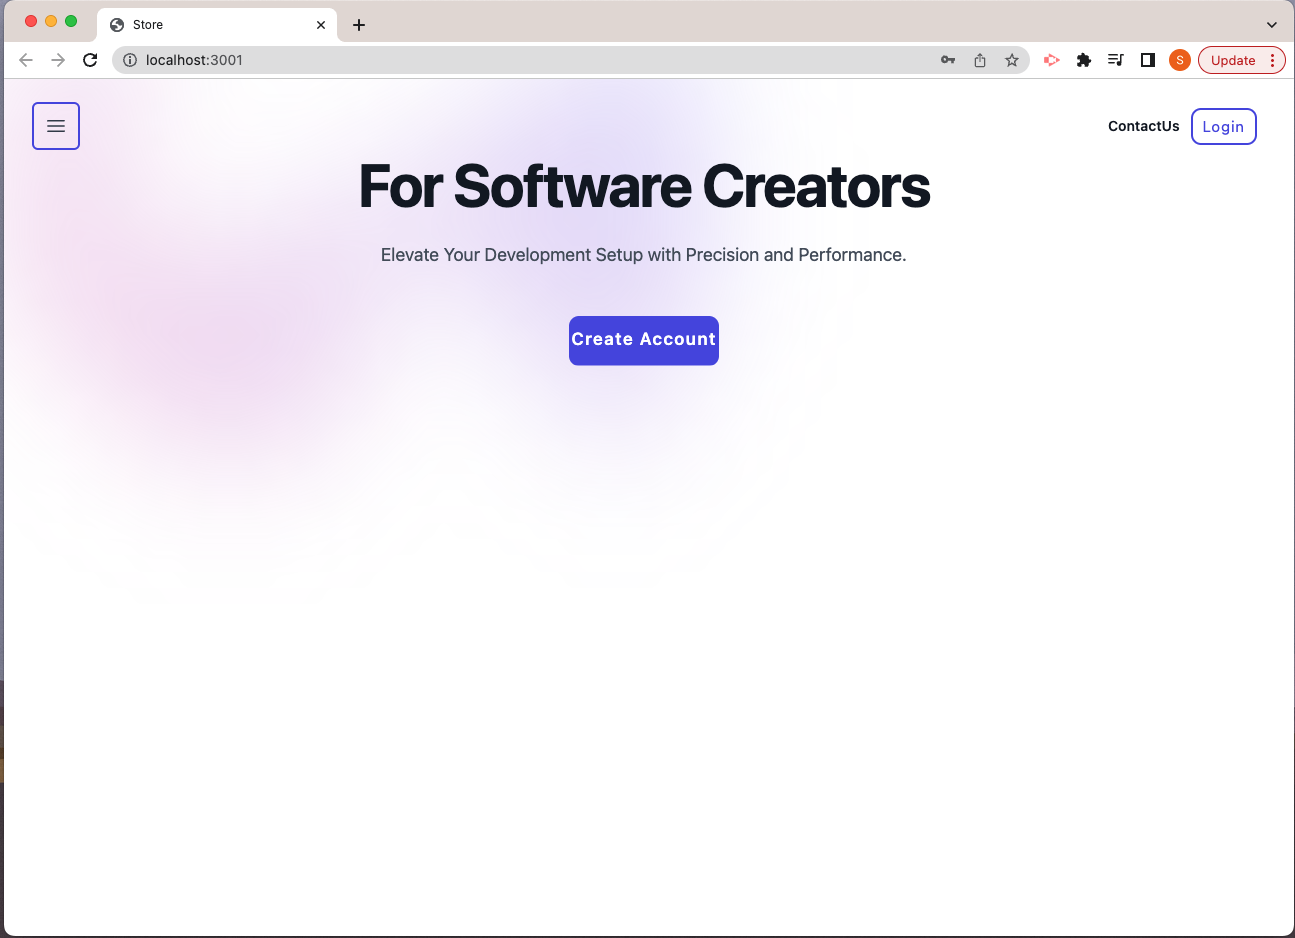 Store
localhost:3001
S
Update
ContactUs
Login
For Software Creators
Elevate Your Development Setup with Precision and Performance.
Create Account